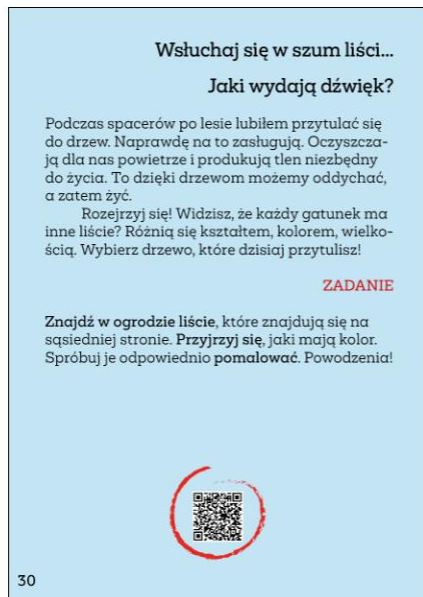 Wsłuchaj się w szum liści...
Jaki wydają dźwięk?
Podczas spacerów po lesie lubiłem przytulać się
do drzew. Naprawdę na to zasługują. Oczyszcza-
ją dla nas powietrze i produkują tlen niezbędny
do życia. To dzięki drzewom możemy oddychać,
a zatem żyć.
Rozejrzyj się! Widzisz, że każdy gatunek ma
inne liście? Różnią się kształtem, kolorem, wielko-
ścią. Wybierz drzewo, które dzisiaj przytulisz!
ZADANIE
Znajdź w ogrodzie liście, które znajdują się na
sąsiedniej stronie. Przyjrzyj się, jaki mają kolor.
Spróbuj je odpowiednio pomalować. Powodzenia!
30